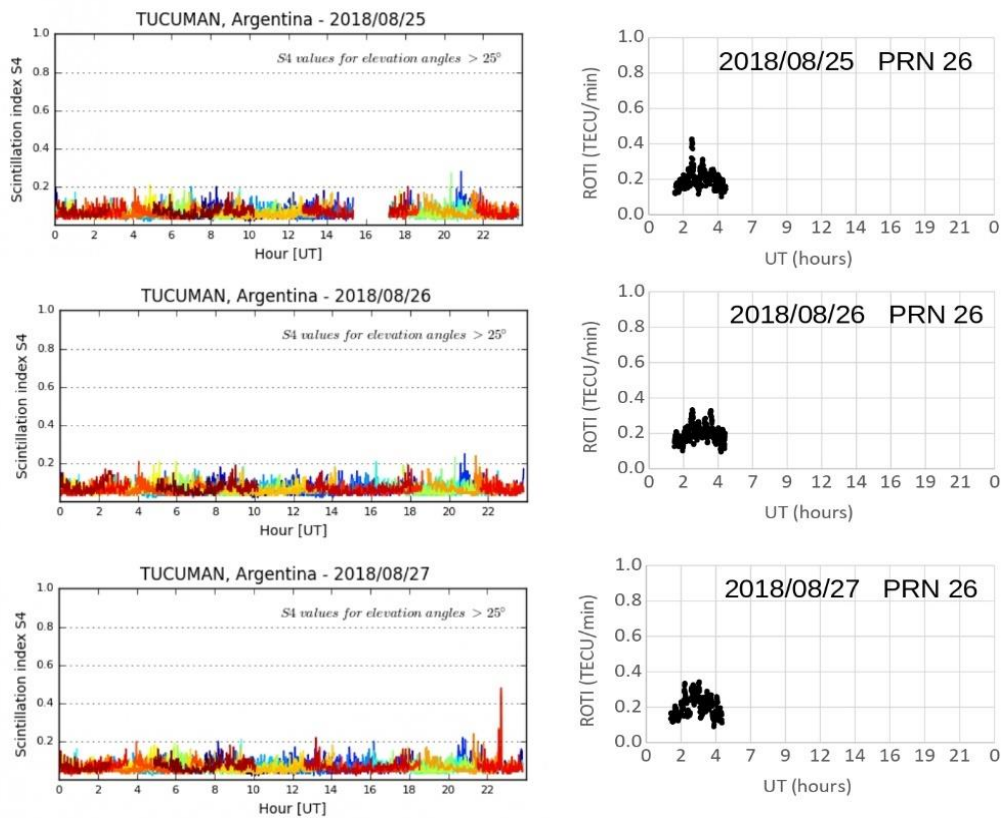 TUCUMAN, Argentina - 2018/08/25
Scintillation index S4
1.0
0.8
0.6
0.4
0.2
S4 values for elevation angles > 25°
0 2 4 6 8 10 12 14 16 18 20 22
Hour [UT]
ROTI (TECU/min)
1.0
0.8
0.6
0.4
0.2
0.0
2018/08/25 PRN 26
0 2 4 6 9 11 13 14 16 19 21 0
UT (hours)
TUCUMAN, Argentina - 2018/08/26
Scintillation index S4
1.0
0.8
0.6
0.4
0.2
S4 values for elevation angles > 25°
0 2 4 6 8 10 12 14 16 18 20 22
Hour [UT]
ROTI (TECU/min)
1.0
0.8
0.6
0.4
0.2
0.0
2018/08/26 PRN 26
0 2 4 7 9 12 14 16 19 21 0
UT (hours)
TUCUMAN, Argentina - 2018/08/27
Scintillation index S4
1.0
0.8
0.6
0.4
0.2
S4 values for elevation angles > 25°
0 2 4 6 8 10 12 14 16 18 20 22
Hour [UT]
ROTI (TECU/min)
1.0
0.8
0.6
0.4
0.2
0.0
2018/08/27 PRN 26
0 2 4 7 9 12 14 16 19 21 0
UT (hours)